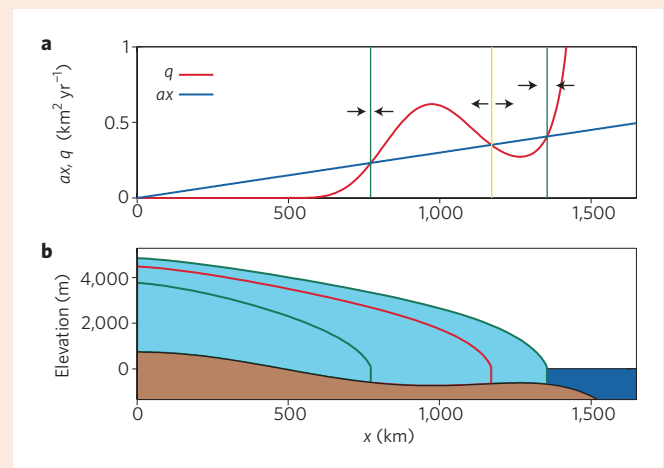 a
1
0.5
0
ax, q (km² yr⁻¹)
q
ax
0
500
1,000
1,500
b
4,000
2,000
0
Elevation (m)
0
500
1,000
1,500
x (km)